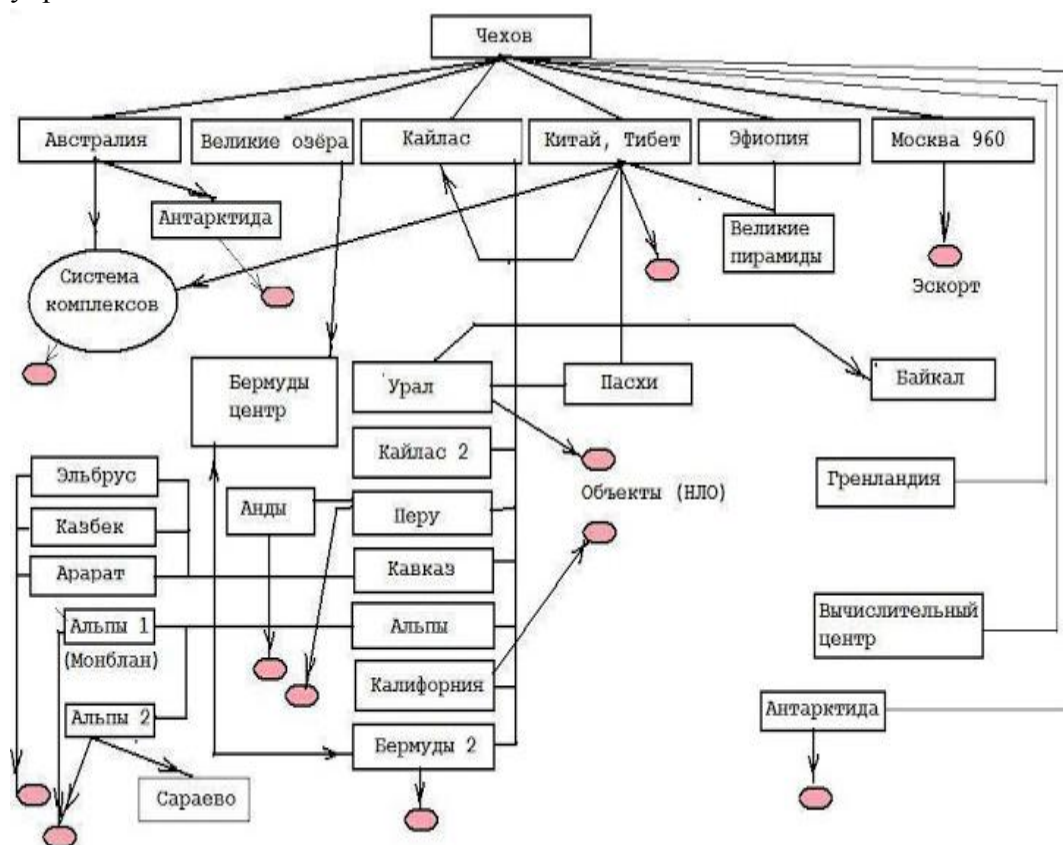 Чехов
Австралия
Великие озёра
Кайлас
Китай, Тибет
Эфиопия
Москва 960
Антарктида
Великие
пирамиды
Система
комплексов
Эскорт
Бермуды
центр
Урал
Пасхи
Байкал
Кайлас 2
Эльбрус
Объекты (НЛО)
Гренландия
Анды
Перу
Казбек
Арарат
Кавказ
Альпы 1
(Монблан)
Альпы
Вычислительный
центр
Калифорния
Альпы 2
Антарктида
Бермуды 2
Сараево